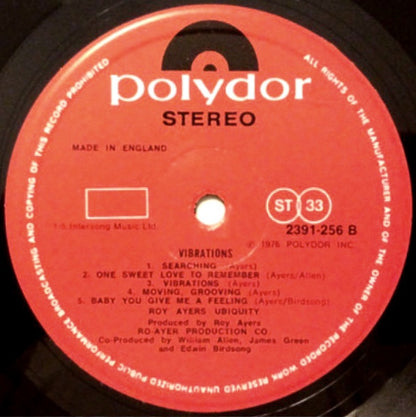 polydor
STEREO
MADE IN ENGLAND
ST 33
2391-256 B
1-5 Intersong Music Ltd.
℗ 1976 POLYDOR INC.
VIBRATIONS
1. SEARCHING (Ayers)
2. ONE SWEET LOVE TO REMEMBER (Ayers/Allen)
3. VIBRATIONS (Ayers)
4. MOVING, GROOVING (Ayers)
5. BABY YOU GIVE ME A FEELING (Ayers/Birdsong)
ROY AYERS UBIQUITY
Produced by Roy Ayers
RO-AYER PRODUCTION CO.
Co-Produced by William Allen, James Green
and Edwin Birdsong
ALL RIGHTS OF THE MANUFACTURER AND OF THE OWNER OF THE RECORDED WORK RESERVED UNAUTHORIZED PUBLIC PERFORMANCE BROADCASTING AND COPYING OF THIS RECORD PROHIBITED